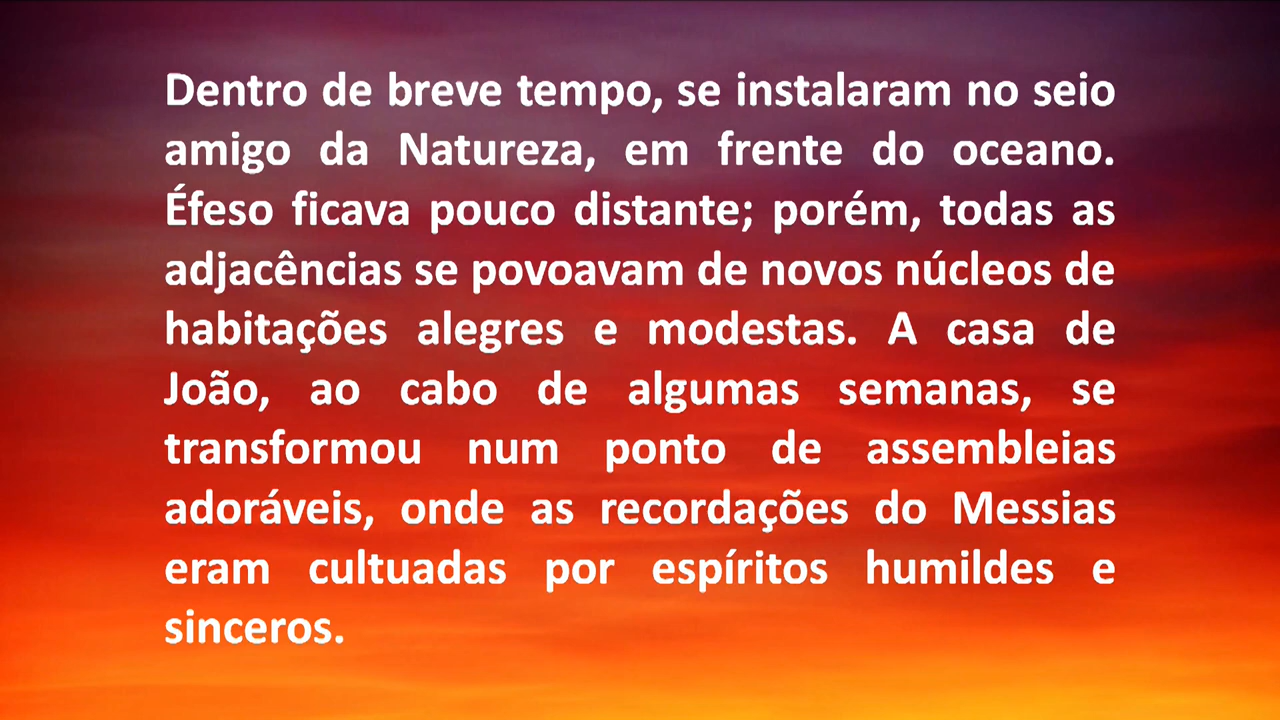 Dentro de breve tempo, se instalaram no seio
amigo da Natureza, em frente do oceano.
Éfeso ficava pouco distante; porém, todas as
adjacências se povoavam de novos núcleos de
habitações alegres e modestas. A casa de
João, ao cabo de algumas semanas, se
transformou num ponto de assembleias
adoráveis, onde as recordações do Messias
eram cultuadas por espíritos humildes e
sinceros.